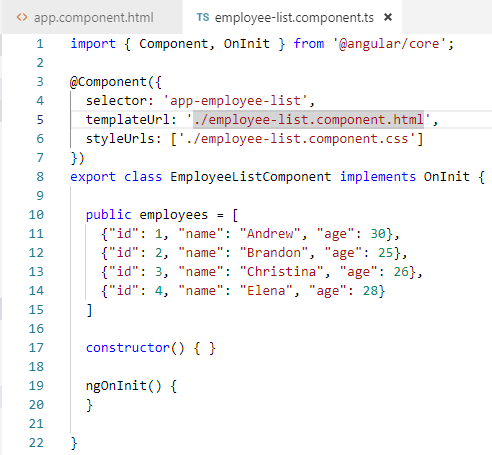 app.component.html TS employee-list.component.ts ×
1 import { Component, OnInit } from '@angular/core';
2
3 @Component({
4 selector: 'app-employee-list',
5 templateUrl: './employee-list.component.html',
6 styleUrls: ['./employee-list.component.css']
7 })
8 export class EmployeeListComponent implements OnInit {
9
10 public employees = [
11 {"id": 1, "name": "Andrew", "age": 30},
12 {"id": 2, "name": "Brandon", "age": 25},
13 {"id": 3, "name": "Christina", "age": 26},
14 {"id": 4, "name": "Elena", "age": 28}
15 ]
16
17 constructor() { }
18
19 ngOnInit() {
20 }
21
22 }